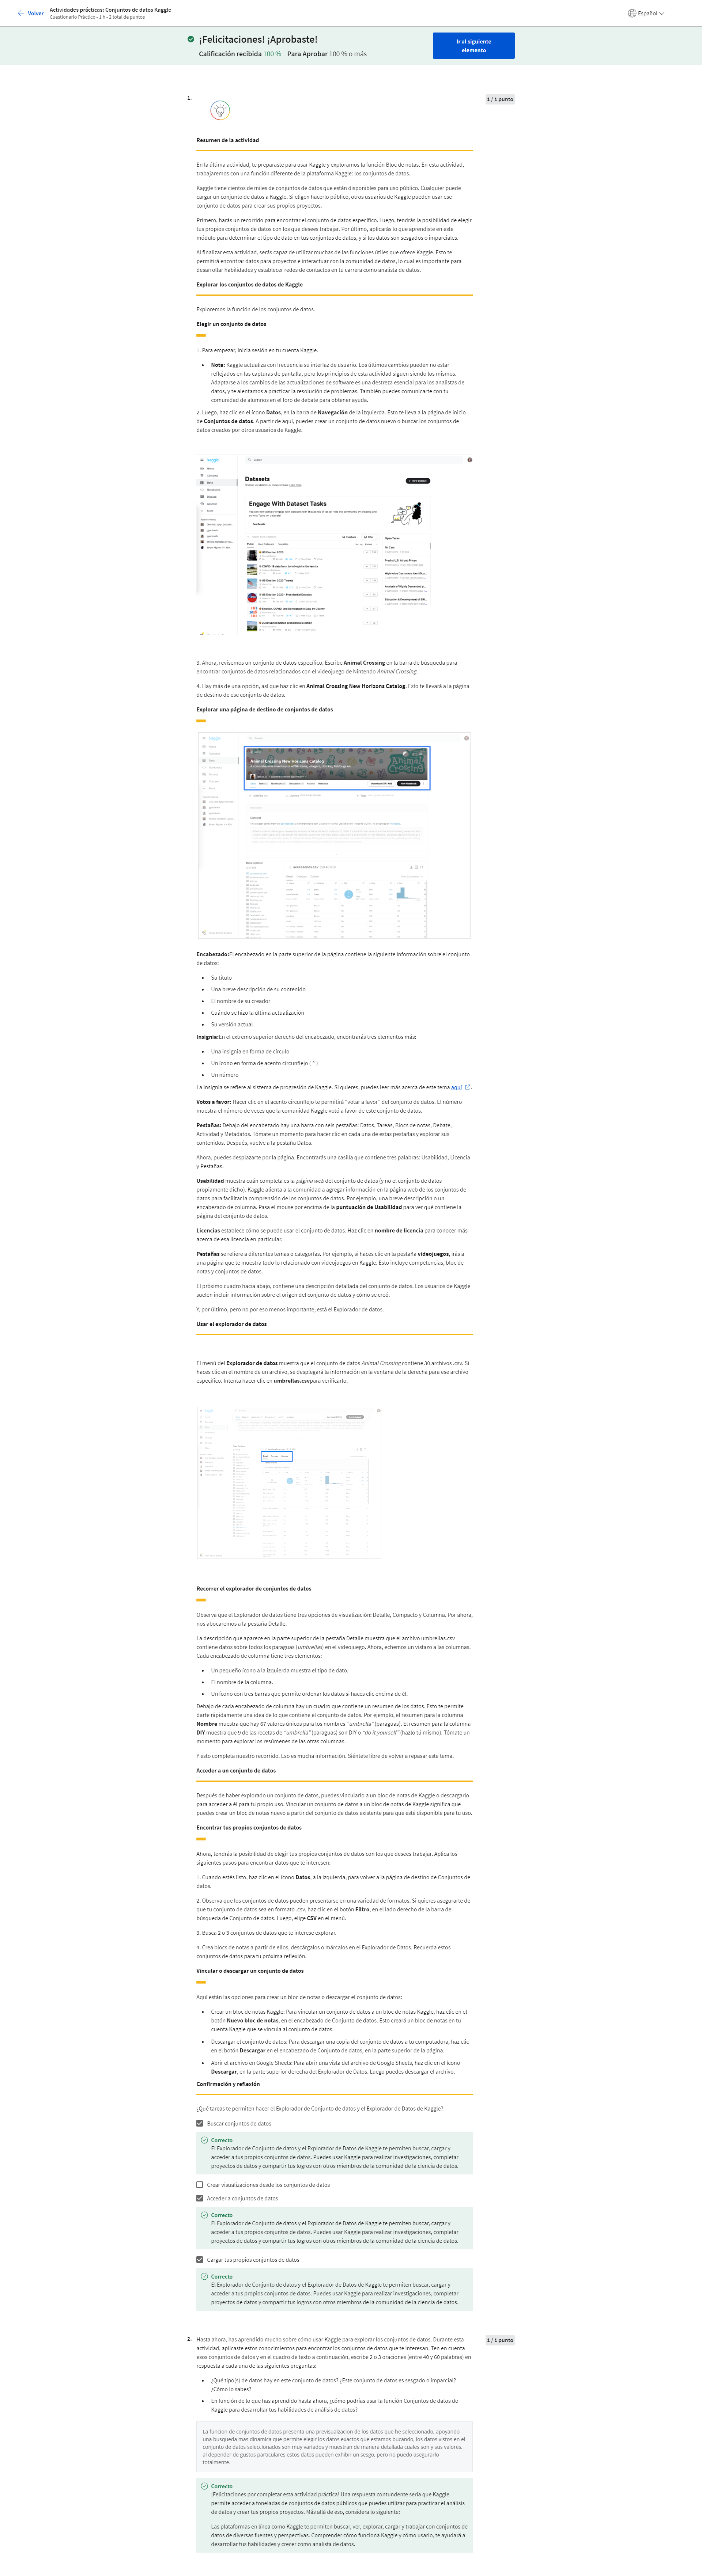 Volver
Actividades prácticas: Conjuntos de datos Kaggle
Cuestionario Práctico • 1 h • 2 total de puntos
Español
¡Felicitaciones! ¡Aprobaste!
Calificación recibida 100 % Para Aprobar 100 % o más
Ir al siguiente
elemento
1.
1 / 1 punto
Resumen de la actividad
En la última actividad, te preparaste para usar Kaggle y exploramos la función Bloc de notas. En esta actividad,
trabajaremos con una función diferente de la plataforma Kaggle: los conjuntos de datos.
Kaggle tiene cientos de miles de conjuntos de datos que están disponibles para uso público. Cualquier puede
cargar un conjunto de datos a Kaggle. Si eligen hacerlo público, otros usuarios de Kaggle pueden usar ese
conjunto de datos para crear sus propios proyectos.
Primero, harás un recorrido para encontrar el conjunto de datos específico. Luego, tendrás la posibilidad de elegir
tus propios conjuntos de datos con los que desees trabajar. Por último, aplicarás lo que aprendiste en este
módulo para determinar el tipo de dato en tus conjuntos de datos, y si los datos son sesgados o imparciales.
Al finalizar esta actividad, serás capaz de utilizar muchas de las funciones útiles que ofrece Kaggle. Esto te
permitirá encontrar datos para proyectos e interactuar con la comunidad de datos, lo cual es importante para
desarrollar habilidades y establecer redes de contactos en tu carrera como analista de datos.
Explorar los conjuntos de datos de Kaggle
Exploremos la función de los conjuntos de datos.
Elegir un conjunto de datos
1. Para empezar, inicia sesión en tu cuenta Kaggle.
• Nota: Kaggle actualiza con frecuencia su interfaz de usuario. Los últimos cambios pueden no estar
reflejados en las capturas de pantalla, pero los principios de esta actividad siguen siendo los mismos.
Adaptarse a los cambios de las actualizaciones de software es una destreza esencial para los analistas de
datos, y te alentamos a practicar la resolución de problemas. También puedes comunicarte con tu
comunidad de alumnos en el foro de debate para obtener ayuda.
2. Luego, haz clic en el ícono Datos, en la barra de Navegación de la izquierda. Esto te lleva a la página de inicio
de Conjuntos de datos. A partir de aquí, puedes crear un conjunto de datos nuevo o buscar los conjuntos de
datos creados por otros usuarios de Kaggle.
kaggle
Search
Datasets
Engage With Dataset Tasks
3. Ahora, revisemos un conjunto de datos específico. Escribe Animal Crossing en la barra de búsqueda para
encontrar conjuntos de datos relacionados con el videojuego de Nintendo Animal Crossing.
4. Hay más de una opción, así que haz clic en Animal Crossing New Horizons Catalog. Esto te llevará a la página
de destino de ese conjunto de datos.
Explorar una página de destino de conjuntos de datos
kaggle
Search
Animal Crossing New Horizons Catalog
Encabezado:El encabezado en la parte superior de la página contiene la siguiente información sobre el conjunto
de datos:
• Su título
• Una breve descripción de su contenido
• El nombre de su creador
• Cuándo se hizo la última actualización
• Su versión actual
Insignia:En el extremo superior derecho del encabezado, encontrarás tres elementos más:
• Una insignia en forma de círculo
• Un ícono en forma de acento circunflejo ( ^ )
• Un número
La insignia se refiere al sistema de progresión de Kaggle. Si quieres, puedes leer más acerca de este tema aquí.
Votos a favor: Hacer clic en el acento circunflejo te permitirá “votar a favor” del conjunto de datos. El número
muestra el número de veces que la comunidad Kaggle votó a favor de este conjunto de datos.
Pestañas: Debajo del encabezado hay una barra con seis pestañas: Datos, Tareas, Blocs de notas, Debate,
Actividad y Metadatos. Tómate un momento para hacer clic en cada una de estas pestañas y explorar sus
contenidos. Después, vuelve a la pestaña Datos.
Ahora, puedes desplazarte por la página. Encontrarás una casilla que contiene tres palabras: Usabilidad, Licencia
y Pestañas.
Usabilidad muestra cuán completa es la página web del conjunto de datos (y no el conjunto de datos
propiamente dicho). Kaggle alienta a la comunidad a agregar información en la página web de los conjuntos de
datos para facilitar la comprensión de los conjuntos de datos. Por ejemplo, una breve descripción o un
encabezado de columna. Pasa el mouse por encima de la puntuación de Usabilidad para ver qué contiene la
página del conjunto de datos.
Licencias establece cómo se puede usar el conjunto de datos. Haz clic en nombre de licencia para conocer más
acerca de esa licencia en particular.
Pestañas se refiere a diferentes temas o categorías. Por ejemplo, si haces clic en la pestaña videojuegos, irás a
una página que te muestra todo lo relacionado con videojuegos en Kaggle. Esto incluye competencias, bloc de
notas y conjuntos de datos.
El próximo cuadro hacia abajo, contiene una descripción detallada del conjunto de datos. Los usuarios de Kaggle
suelen incluir información sobre el origen del conjunto de datos y cómo se creó.
Y, por último, pero no por eso menos importante, está el Explorador de datos.
Usar el explorador de datos
El menú del Explorador de datos muestra que el conjunto de datos Animal Crossing contiene 30 archivos .csv. Si
haces clic en el nombre de un archivo, se desplegará la información en la ventana de la derecha para ese archivo
específico. Intenta hacer clic en umbrellas.csvpara verificarlo.
Recorrer el explorador de conjuntos de datos
Observa que el Explorador de datos tiene tres opciones de visualización: Detalle, Compacto y Columna. Por ahora,
nos abocaremos a la pestaña Detalle.
La descripción que aparece en la parte superior de la pestaña Detalle muestra que el archivo umbrellas.csv
contiene datos sobre todos los paraguas (umbrellas) en el videojuego. Ahora, echemos un vistazo a las columnas.
Cada encabezado de columna tiene tres elementos:
• Un pequeño ícono a la izquierda muestra el tipo de dato.
• El nombre de la columna.
• Un ícono con tres barras que permite ordenar los datos si haces clic encima de él.
Debajo de cada encabezado de columna hay un cuadro que contiene un resumen de los datos. Esto te permite
darte rápidamente una idea de lo que contiene el conjunto de datos. Por ejemplo, el resumen para la columna
Nombre muestra que hay 67 valores únicos para los nombres “umbrella” (paraguas). El resumen para la columna
DIY muestra que 9 de las recetas de “umbrella” (paraguas) son DIY o “do it yourself” (hazlo tú mismo). Tómate un
momento para explorar los resúmenes de las otras columnas.
Y esto completa nuestro recorrido. Eso es mucha información. Siéntete libre de volver a repasar este tema.
Acceder a un conjunto de datos
Después de haber explorado un conjunto de datos, puedes vincularlo a un bloc de notas de Kaggle o descargarlo
para acceder a él para tu propio uso. Vincular un conjunto de datos a un bloc de notas de Kaggle significa que
puedes crear un bloc de notas nuevo a partir del conjunto de datos existente para que esté disponible para tu uso.
Encontrar tus propios conjuntos de datos
Ahora, tendrás la posibilidad de elegir tus propios conjuntos de datos con los que desees trabajar. Aplica los
siguientes pasos para encontrar datos que te interesen:
1. Cuando estés listo, haz clic en el ícono Datos, a la izquierda, para volver a la página de destino de Conjuntos de
datos.
2. Observa que los conjuntos de datos pueden presentarse en una variedad de formatos. Si quieres asegurarte de
que tu conjunto de datos sea en formato .csv, haz clic en el botón Filtro, en el lado derecho de la barra de
búsqueda de Conjunto de datos. Luego, elige CSV en el menú.
3. Busca 2 o 3 conjuntos de datos que te interese explorar.
4. Crea blocs de notas a partir de ellos, descárgalos o márcalos en el Explorador de Datos. Recuerda estos
conjuntos de datos para tu próxima reflexión.
Vincular o descargar un conjunto de datos
Aquí están las opciones para crear un bloc de notas o descargar el conjunto de datos:
• Crear un bloc de notas Kaggle: Para vincular un conjunto de datos a un bloc de notas Kaggle, haz clic en el
botón Nuevo bloc de notas, en el encabezado de Conjunto de datos. Esto creará un bloc de notas en tu
cuenta Kaggle que se vincula al conjunto de datos.
• Descargar el conjunto de datos: Para descargar una copia del conjunto de datos a tu computadora, haz clic
en el botón Descargar en el encabezado de Conjunto de datos, en la parte superior de la página.
• Abrir el archivo en Google Sheets: Para abrir una vista del archivo de Google Sheets, haz clic en el ícono
Descargar, en la parte superior derecha del Explorador de Datos. Luego puedes descargar el archivo.
Confirmación y reflexión
¿Qué tareas te permiten hacer el Explorador de Conjunto de datos y el Explorador de Datos de Kaggle?
Buscar conjuntos de datos
Correcto
El Explorador de Conjunto de datos y el Explorador de Datos de Kaggle te permiten buscar, cargar y
acceder a tus propios conjuntos de datos. Puedes usar Kaggle para realizar investigaciones, completar
proyectos de datos y compartir tus logros con otros miembros de la comunidad de la ciencia de datos.
Crear visualizaciones desde los conjuntos de datos
Acceder a conjuntos de datos
Correcto
El Explorador de Conjunto de datos y el Explorador de Datos de Kaggle te permiten buscar, cargar y
acceder a tus propios conjuntos de datos. Puedes usar Kaggle para realizar investigaciones, completar
proyectos de datos y compartir tus logros con otros miembros de la comunidad de la ciencia de datos.
Cargar tus propios conjuntos de datos
Correcto
El Explorador de Conjunto de datos y el Explorador de Datos de Kaggle te permiten buscar, cargar y
acceder a tus propios conjuntos de datos. Puedes usar Kaggle para realizar investigaciones, completar
proyectos de datos y compartir tus logros con otros miembros de la comunidad de la ciencia de datos.
2.
1 / 1 punto
Hasta ahora, has aprendido mucho sobre cómo usar Kaggle para explorar los conjuntos de datos. Durante esta
actividad, aplicaste estos conocimientos para encontrar los conjuntos de datos que te interesan. Ten en cuenta
esos conjuntos de datos y en el cuadro de texto a continuación, escribe 2 o 3 oraciones (entre 40 y 60 palabras) en
respuesta a cada una de las siguientes preguntas:
• ¿Qué tipo(s) de datos hay en este conjunto de datos? ¿Este conjunto de datos es sesgado o imparcial?
¿Cómo lo sabes?
• En función de lo que has aprendido hasta ahora, ¿cómo podrías usar la función Conjuntos de datos de
Kaggle para desarrollar tus habilidades de análisis de datos?
La funcion de conjuntos de datos presenta una previsualizacion de los datos que he seleccionado, apoyando
una busqueda mas dinamica que permite elegir los datos exactos que estamos bucando, los datos vistos en el
conjunto de datos seleccionados son muy variados y muestran de manera detallada cuales son y sus valores,
al depender de gustos particulares estos datos pueden exhibir un sesgo, pero no puedo asegurarlo
totalmente.
Correcto
¡Felicitaciones por completar esta actividad práctica! Una respuesta contundente sería que Kaggle
permite acceder a toneladas de conjuntos de datos públicos que puedes utilizar para practicar el análisis
de datos y crear tus propios proyectos. Más allá de eso, considera lo siguiente:
Las plataformas en línea como Kaggle te permiten buscar, ver, explorar, cargar y trabajar con conjuntos de
datos de diversas fuentes y perspectivas. Comprender cómo funciona Kaggle y cómo usarlo, te ayudará a
desarrollar tus habilidades y crecer como analista de datos.